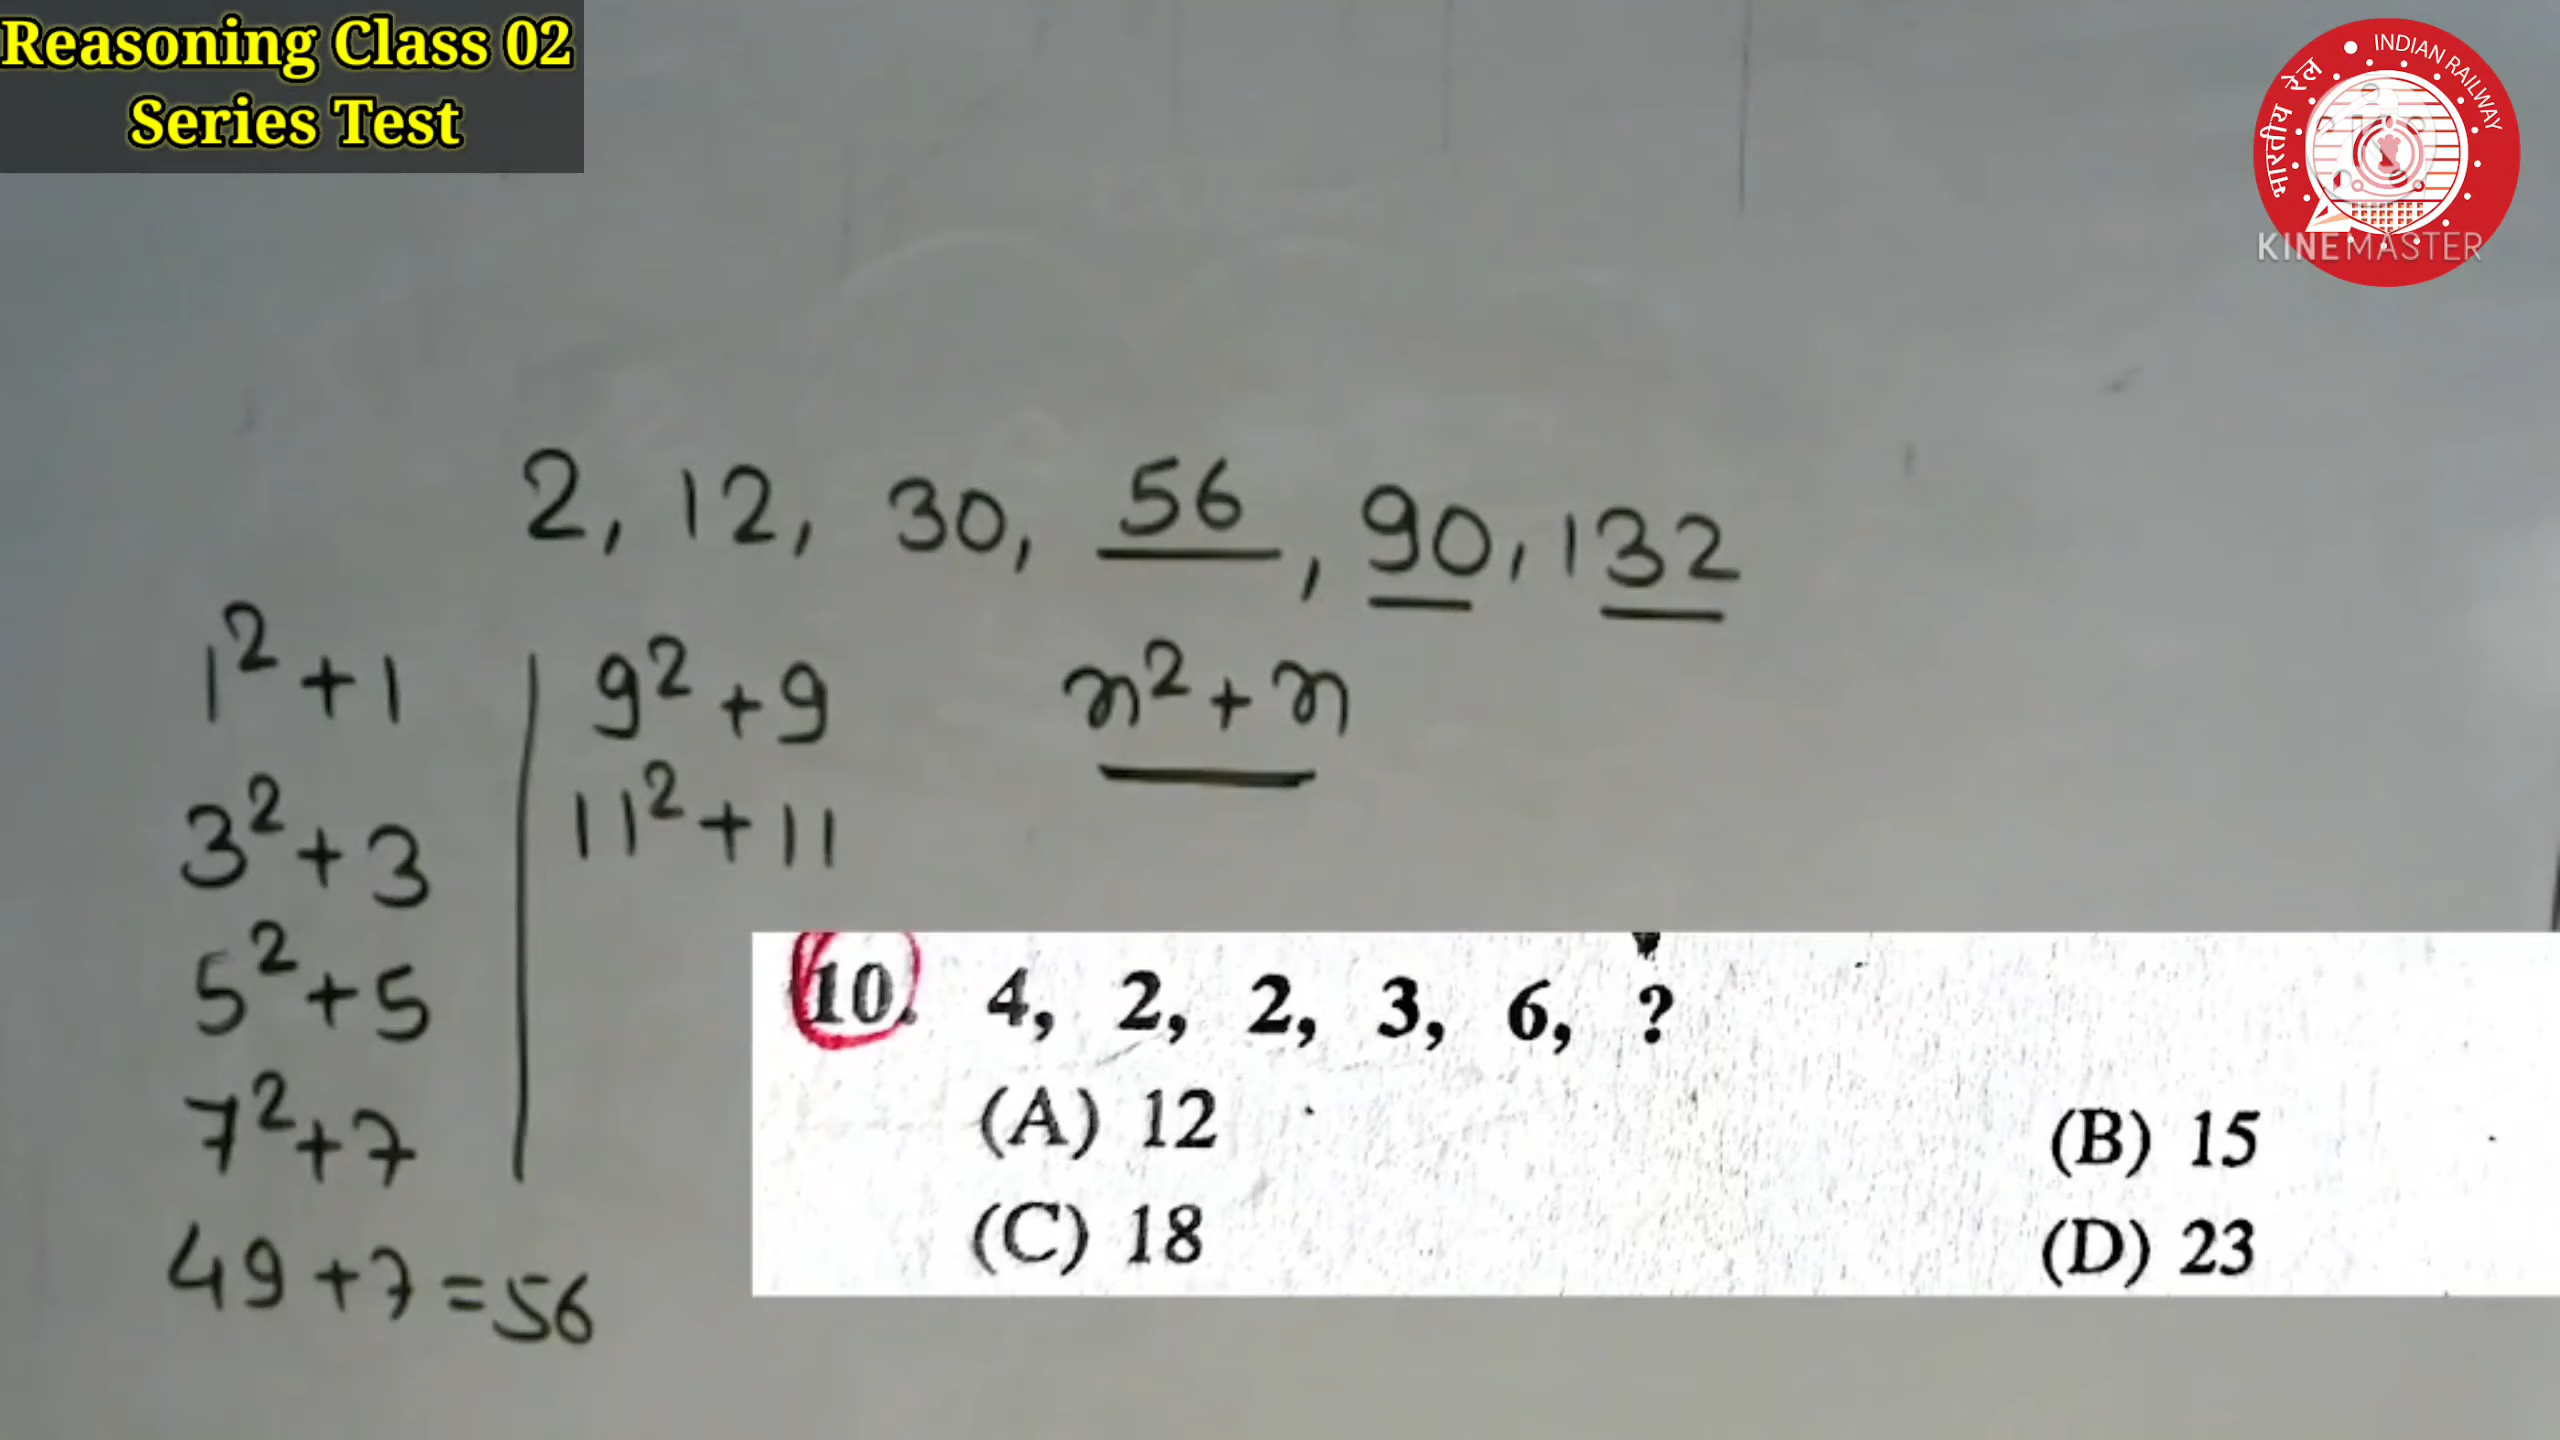 Reasoning Class 02
Series Test
INDIAN RAILWAY
भारतीय रेल
KINEMASTER
2, 12, 30, 56, 90, 132
1² + 1
9² + 9
n² + n
3² + 3
11² + 11
5² + 5
7² + 7
49 + 7 = 56
10. 4, 2, 2, 3, 6, ?
(A) 12 (B) 15
(C) 18 (D) 23